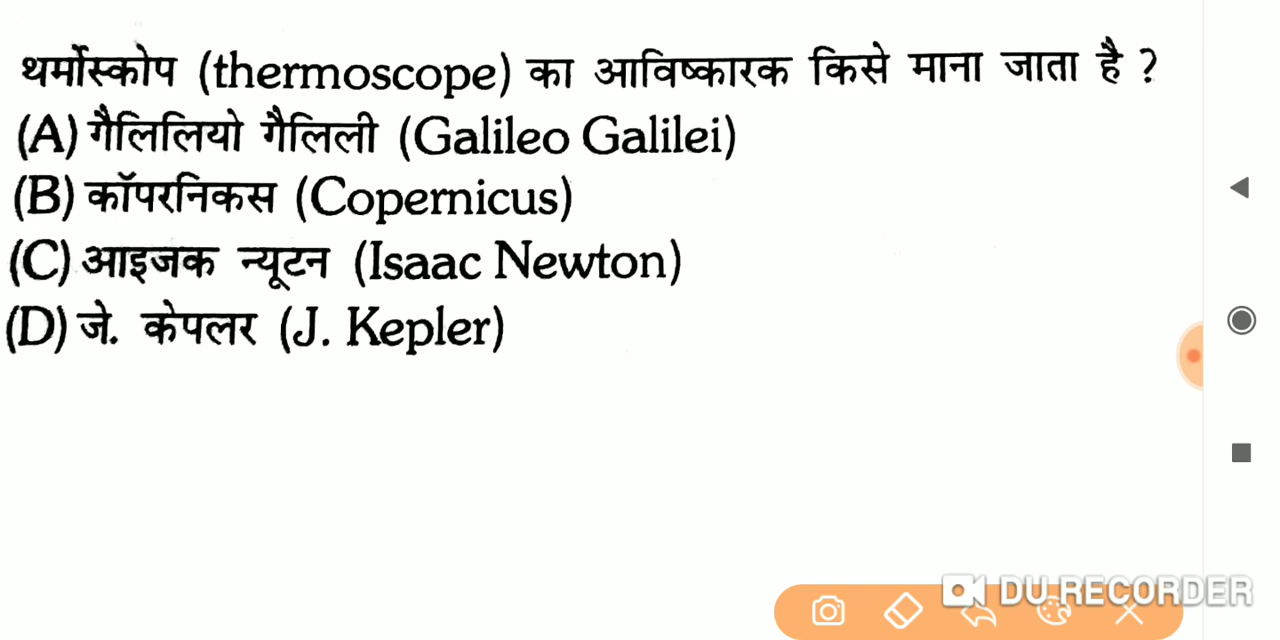 थर्मोस्कोप (thermoscope) का आविष्कारक किसे माना जाता है ?
(A) गैलिलियो गैलिली (Galileo Galilei)
(B) कॉपरनिकस (Copernicus)
(C) आइजक न्यूटन (Isaac Newton)
(D) जे. केपलर (J. Kepler)
DU RECORDER